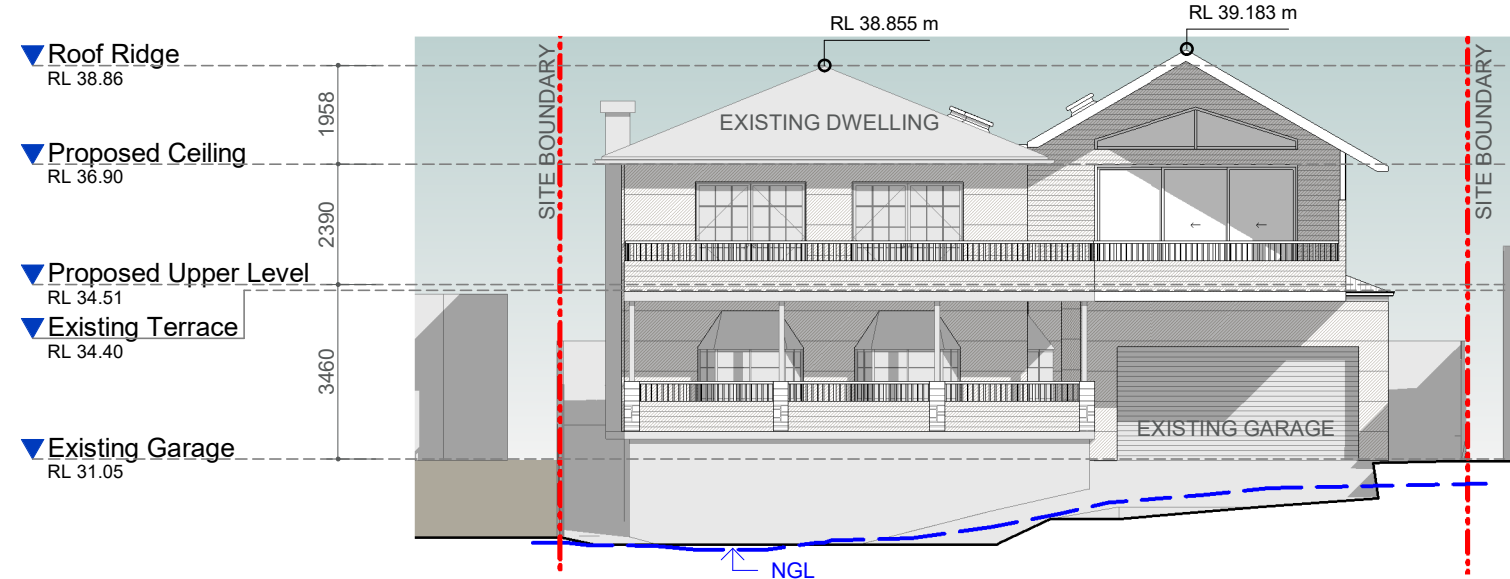 RL 38.855 m
RL 39.183 m
Roof Ridge
RL 38.86
1958
EXISTING DWELLING
SITE BOUNDARY
SITE BOUNDARY
Proposed Ceiling
RL 36.90
2390
Proposed Upper Level
RL 34.51
Existing Terrace
RL 34.40
3460
Existing Garage
RL 31.05
EXISTING GARAGE
NGL